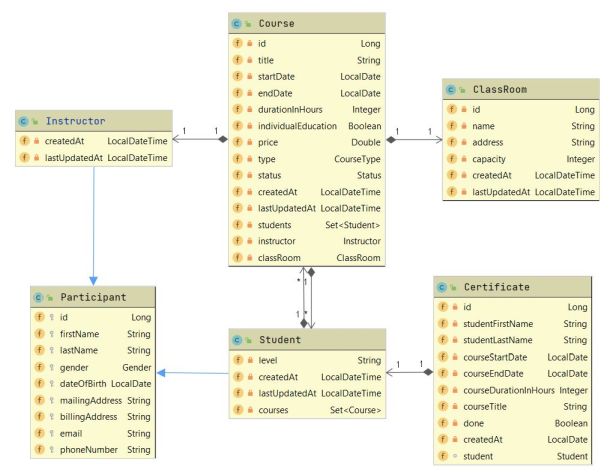 Course
id Long
title String
startDate LocalDate
endDate LocalDate
durationInHours Integer
individualEducation Boolean
price Double
type CourseType
status Status
createdAt LocalDateTime
lastUpdatedAt LocalDateTime
students Set<Student>
instructor Instructor
classRoom ClassRoom
ClassRoom
id Long
name String
address String
capacity Integer
createdAt LocalDateTime
lastUpdatedAt LocalDateTime
Instructor
createdAt LocalDateTime
lastUpdatedAt LocalDateTime
1 1
1 1
Participant
id Long
firstName String
lastName String
gender Gender
dateOfBirth LocalDate
mailingAddress String
billingAddress String
email String
phoneNumber String
* 1
1 *
Student
level String
createdAt LocalDateTime
lastUpdatedAt LocalDateTime
courses Set<Course>
1 1
Certificate
id Long
studentFirstName String
studentLastName String
courseStartDate LocalDate
courseEndDate LocalDate
courseDurationInHours Integer
courseTitle String
done Boolean
createdAt LocalDate
student Student